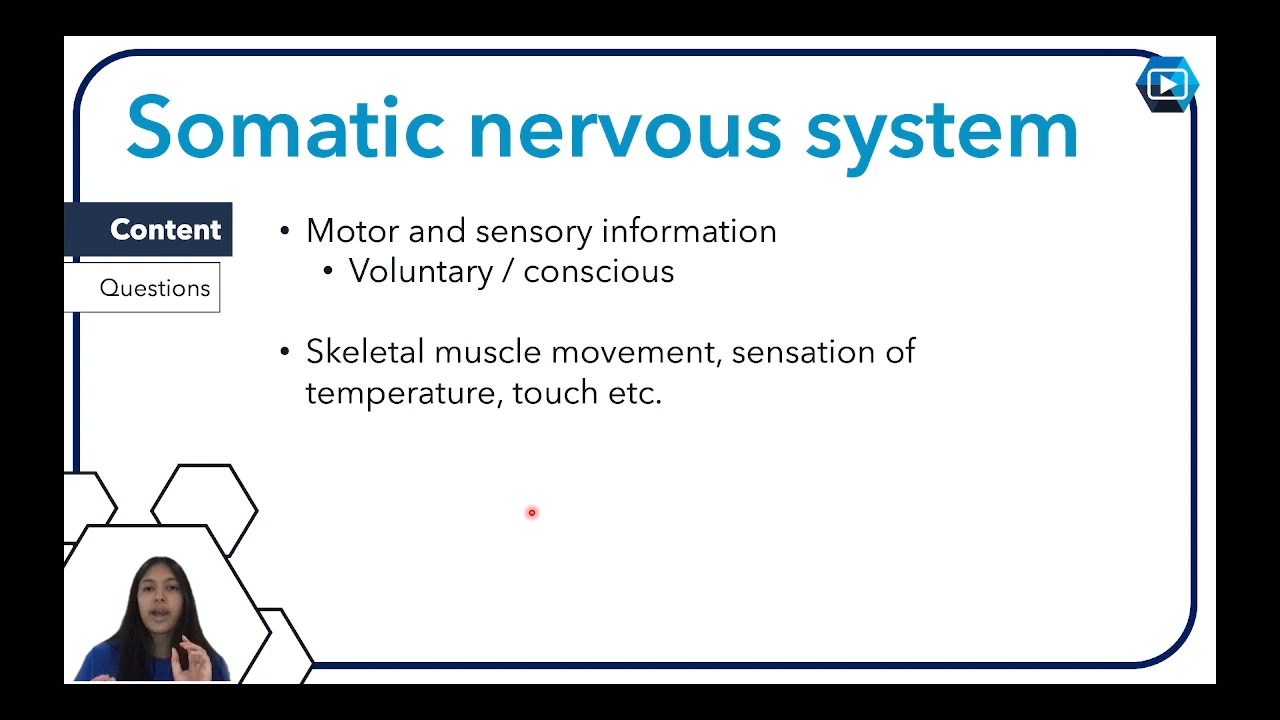 Somatic nervous system
Content
Questions
• Motor and sensory information
• Voluntary / conscious
• Skeletal muscle movement, sensation of
temperature, touch etc.